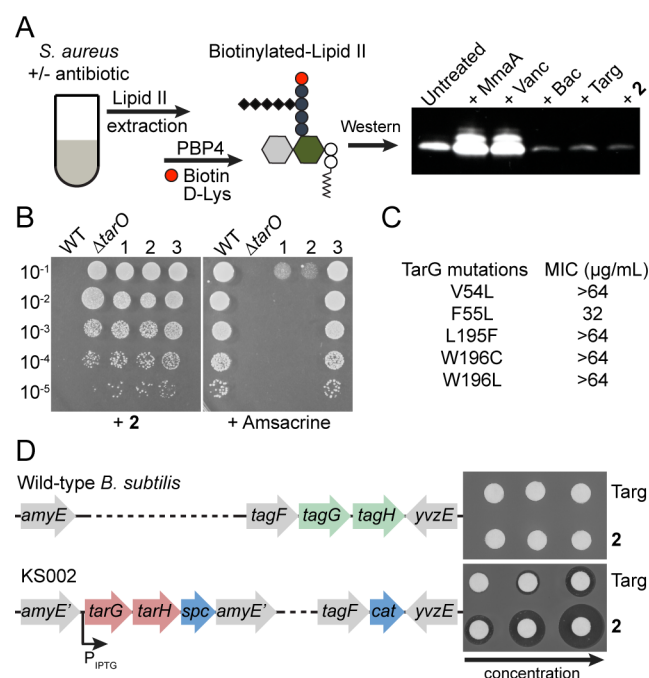 A
S. aureus
+/- antibiotic
Lipid II
extraction
PBP4
Biotin
D-Lys
Biotinylated-Lipid II
Western
Untreated
+ MmaA
+ Vanc
+ Bac
+ Targ
+ 2
B
WT ΔtarO 1 2 3 WT ΔtarO 1 2 3
10-1
10-2
10-3
10-4
10-5
+ 2 + Amsacrine
C
TarG mutations MIC (µg/mL)
V54L >64
F55L 32
L195F >64
W196C >64
W196L >64
D
Wild-type B. subtilis
amyE tagF tagG tagH yvzE
Targ
2
KS002
amyE' tarG tarH spc amyE' tagF cat yvzE
PIPTG
Targ
2
concentration